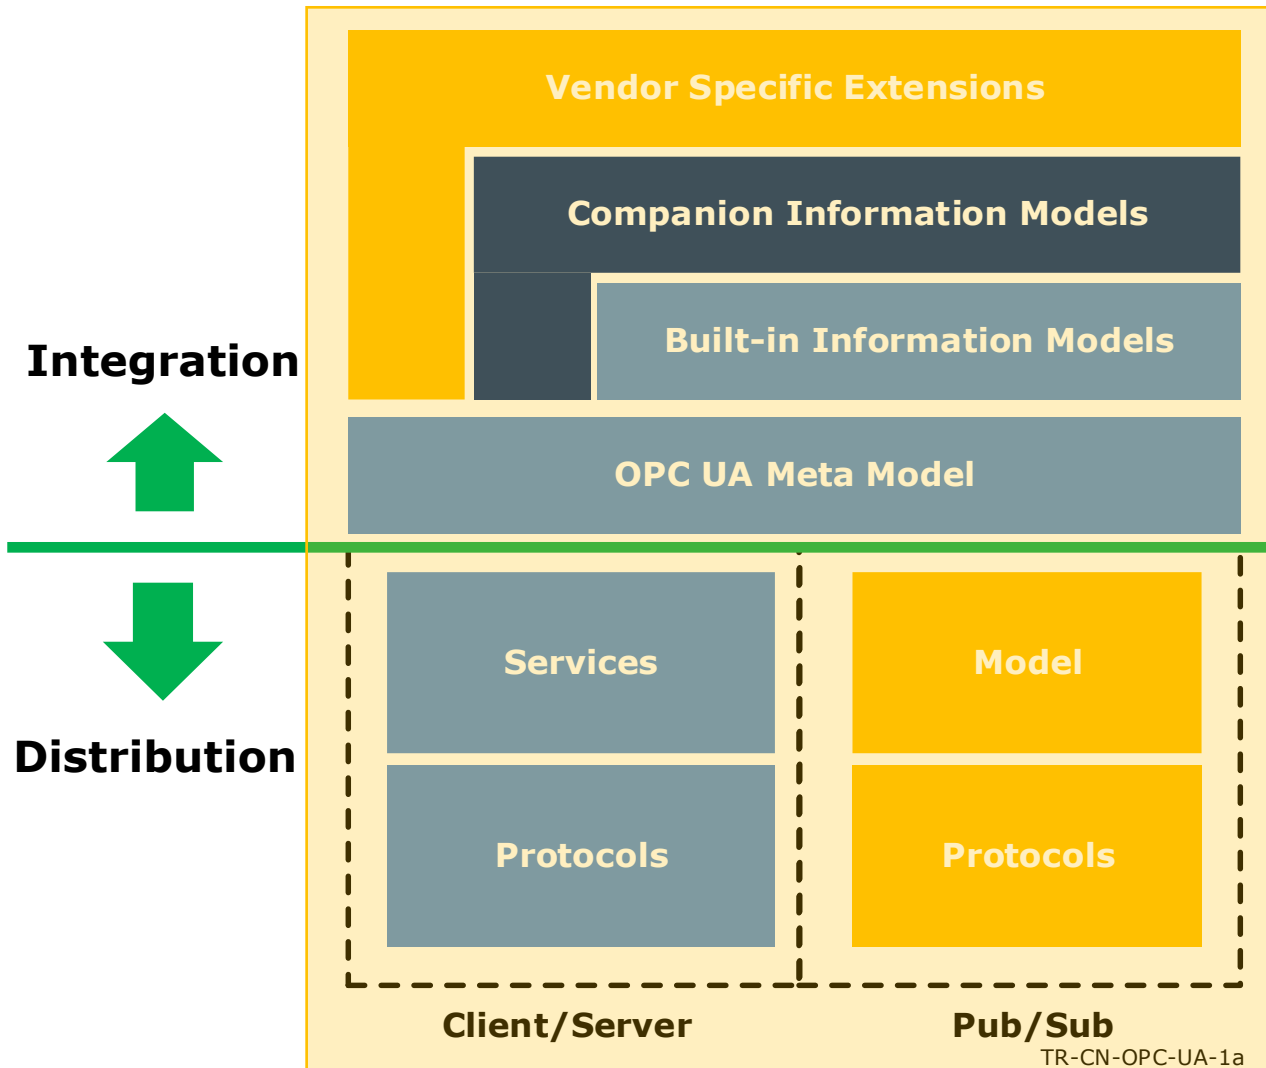 Vendor Specific Extensions
Companion Information Models
Built-in Information Models
Integration
OPC UA Meta Model
Services
Model
Distribution
Protocols
Protocols
Client/Server
Pub/Sub
TR-CN-OPC-UA-1a